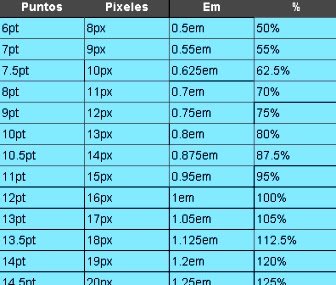 Puntos Pixeles Em %
6pt 8px 0.5em 50%
7pt 9px 0.55em 55%
7.5pt 10px 0.625em 62.5%
8pt 11px 0.7em 70%
9pt 12px 0.75em 75%
10pt 13px 0.8em 80%
10.5pt 14px 0.875em 87.5%
11pt 15px 0.95em 95%
12pt 16px 1em 100%
13pt 17px 1.05em 105%
13.5pt 18px 1.125em 112.5%
14pt 19px 1.2em 120%
14.5pt 20px 1.25em 125%